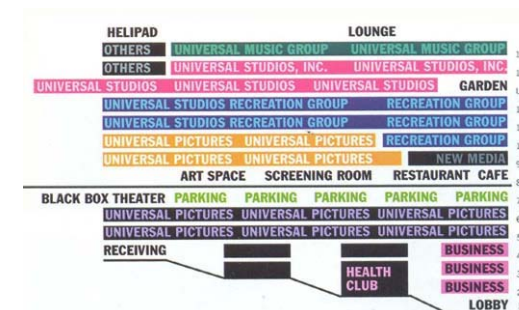 HELIPAD LOUNGE
OTHERS UNIVERSAL MUSIC GROUP UNIVERSAL MUSIC GROUP
OTHERS UNIVERSAL STUDIOS, INC. UNIVERSAL STUDIOS, INC.
UNIVERSAL STUDIOS UNIVERSAL STUDIOS UNIVERSAL STUDIOS GARDEN
UNIVERSAL STUDIOS RECREATION GROUP RECREATION GROUP
UNIVERSAL STUDIOS RECREATION GROUP RECREATION GROUP
UNIVERSAL PICTURES UNIVERSAL PICTURES RECREATION GROUP
UNIVERSAL PICTURES UNIVERSAL PICTURES NEW MEDIA
ART SPACE SCREENING ROOM RESTAURANT CAFE
BLACK BOX THEATER PARKING PARKING PARKING PARKING PARKING
UNIVERSAL PICTURES UNIVERSAL PICTURES UNIVERSAL PICTURES
UNIVERSAL PICTURES UNIVERSAL PICTURES UNIVERSAL PICTURES
RECEIVING BUSINESS
HEALTH BUSINESS
CLUB BUSINESS
LOBBY